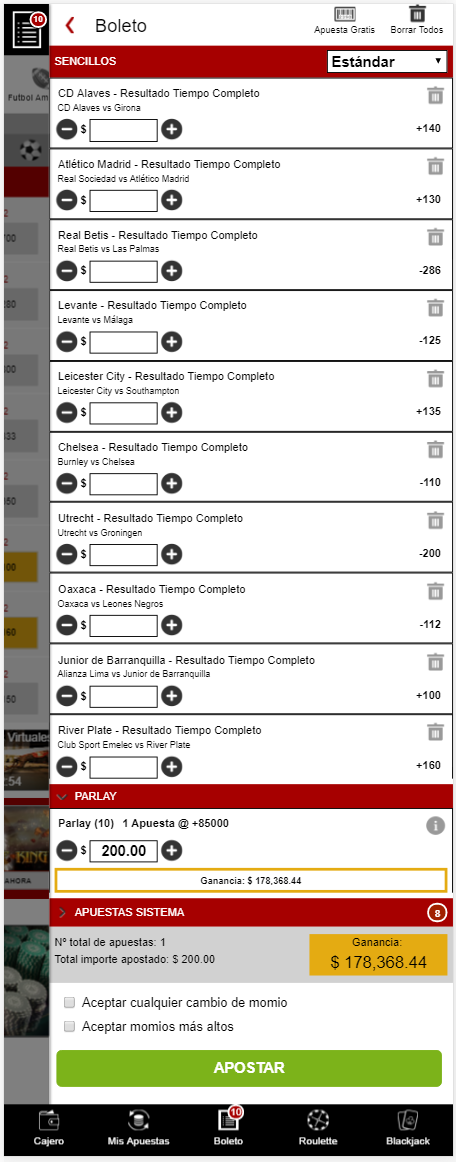 10
Boleto
Apuesta Gratis
Borrar Todos
SENCILLOS
Estándar
Futbol Am
CD Alaves - Resultado Tiempo Completo
CD Alaves vs Girona
$
+140
Atlético Madrid - Resultado Tiempo Completo
Real Sociedad vs Atlético Madrid
$
+130
Real Betis - Resultado Tiempo Completo
Real Betis vs Las Palmas
$
-286
Levante - Resultado Tiempo Completo
Levante vs Málaga
$
-125
Leicester City - Resultado Tiempo Completo
Leicester City vs Southampton
$
+135
Chelsea - Resultado Tiempo Completo
Burnley vs Chelsea
$
-110
Utrecht - Resultado Tiempo Completo
Utrecht vs Groningen
$
-200
Oaxaca - Resultado Tiempo Completo
Oaxaca vs Leones Negros
$
-112
Junior de Barranquilla - Resultado Tiempo Completo
Alianza Lima vs Junior de Barranquilla
$
+100
River Plate - Resultado Tiempo Completo
Club Sport Emelec vs River Plate
$
+160
Virtuales
:54
PARLAY
Parlay (10) 1 Apuesta @ +85000
$ 200.00
KING
AHORA
Ganancia: $ 178,368.44
APUESTAS SISTEMA
8
Nº total de apuestas: 1
Total importe apostado: $ 200.00
Ganancia:
$ 178,368.44
Aceptar cualquier cambio de momio
Aceptar momios más altos
APOSTAR
10
Cajero
Mis Apuestas
Boleto
Roulette
Blackjack